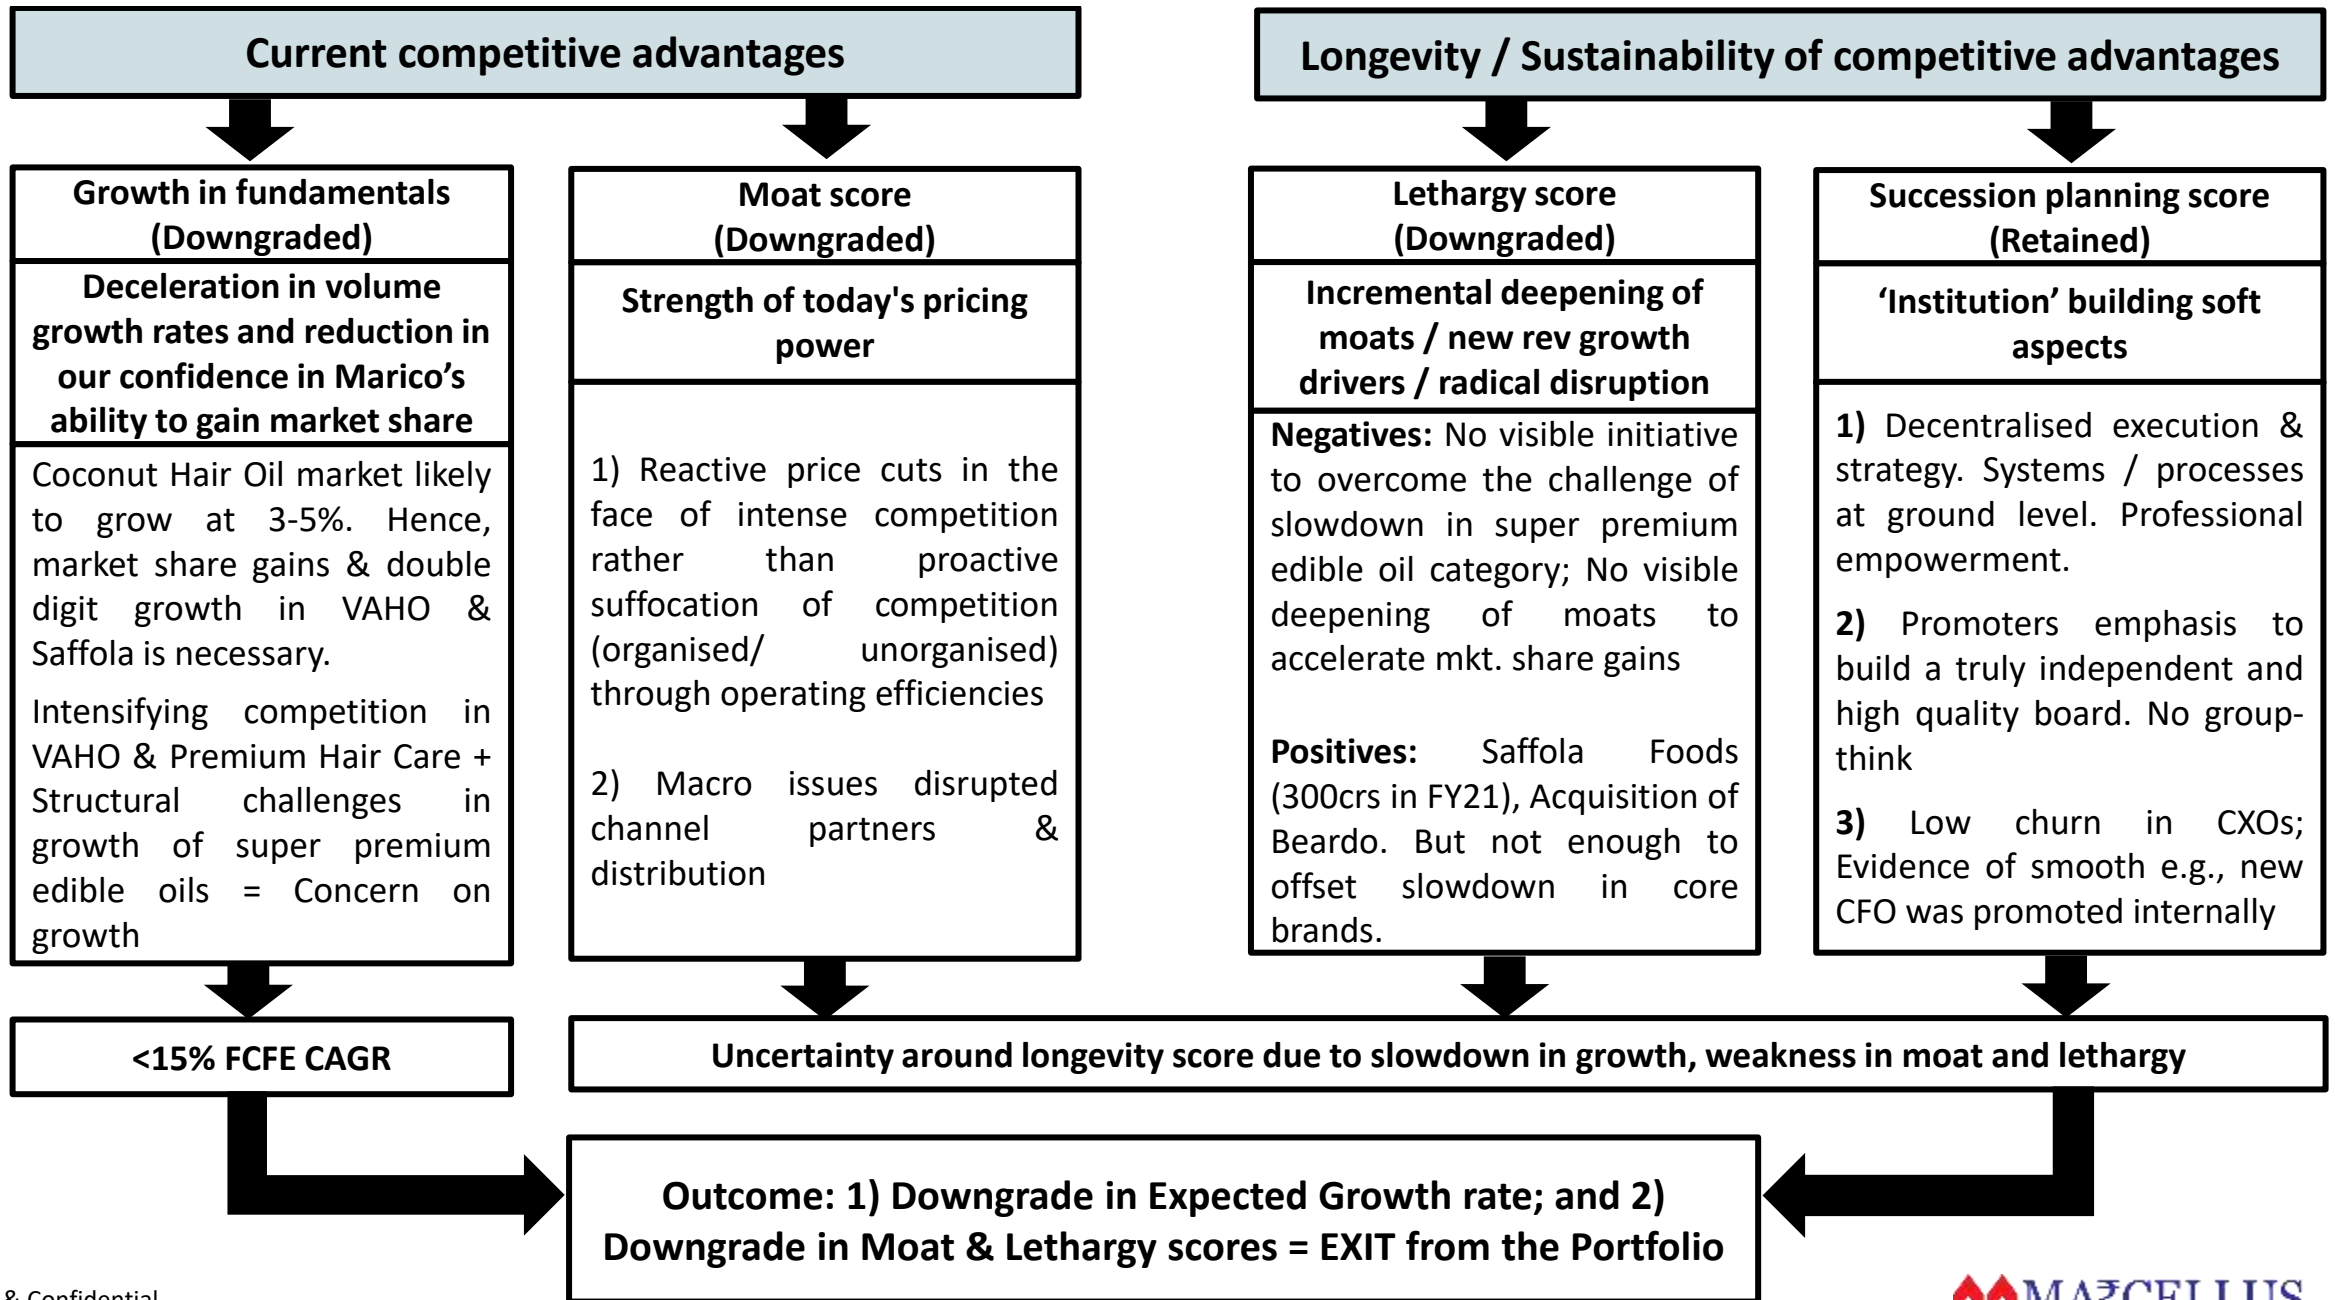 Current competitive advantages
Longevity / Sustainability of competitive advantages
Growth in fundamentals
(Downgraded)
Deceleration in volume
growth rates and reduction in
our confidence in Marico's
ability to gain market share
Coconut Hair Oil market likely
to grow at 3-5%. Hence,
market share gains & double
digit growth in VAHO &
Saffola is necessary.
Intensifying competition in
VAHO & Premium Hair Care +
Structural challenges in
growth of super premium
edible oils = Concern on
growth
Moat score
(Downgraded)
Strength of today's pricing
power
1) Reactive price cuts in the
face of intense competition
rather than proactive
suffocation of competition
(organised/ unorganised)
through operating efficiencies
2) Macro issues disrupted
channel partners &
distribution
Lethargy score
(Downgraded)
Incremental deepening of
moats / new rev growth
drivers / radical disruption
Negatives: No visible initiative
to overcome the challenge of
slowdown in super premium
edible oil category; No visible
deepening of moats to
accelerate mkt. share gains
Positives: Saffola Foods
(300crs in FY21), Acquisition of
Beardo. But not enough to
offset slowdown in core
brands.
Succession planning score
(Retained)
‘Institution’ building soft
aspects
1) Decentralised execution &
strategy. Systems / processes
at ground level. Professional
empowerment.
2) Promoters emphasis to
build a truly independent and
high quality board. No group-
think
3) Low churn in CXOs;
Evidence of smooth e.g., new
CFO was promoted internally
<15% FCFE CAGR
Uncertainty around longevity score due to slowdown in growth, weakness in moat and lethargy
Outcome: 1) Downgrade in Expected Growth rate; and 2)
Downgrade in Moat & Lethargy scores = EXIT from the Portfolio
& Confidential
MA₹CELLUS